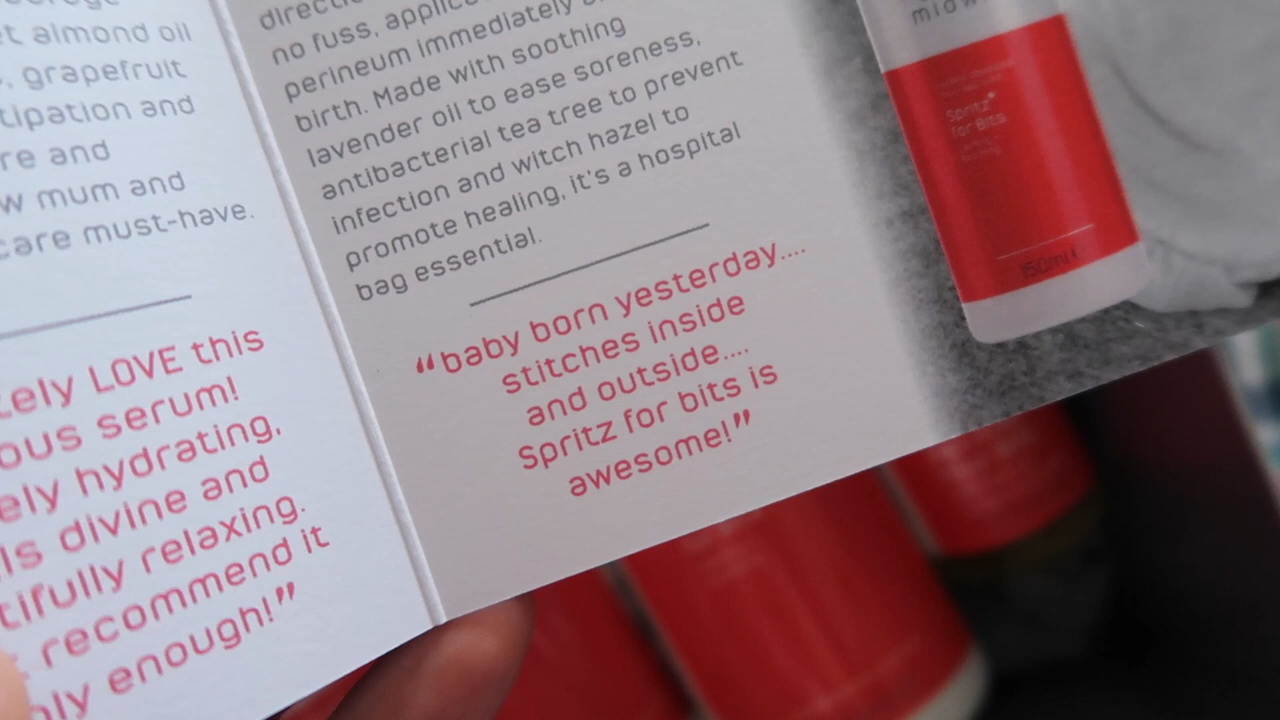 t almond oil
grapefruit
tipation and
re and
w mum and
care must-have.
ely LOVE this
ous serum!
ely hydrating,
ls divine and
tifully relaxing.
recommend it
ly enough!”
no fuss,
perineum immediately
birth. Made with soothing
lavender oil to ease soreness,
antibacterial tea tree to prevent
infection and witch hazel to
promote healing, it's a hospital
bag essential.
“baby born yesterday....
stitches inside
and outside....
Spritz for bits is
awesome!”
Spritz
for Bits